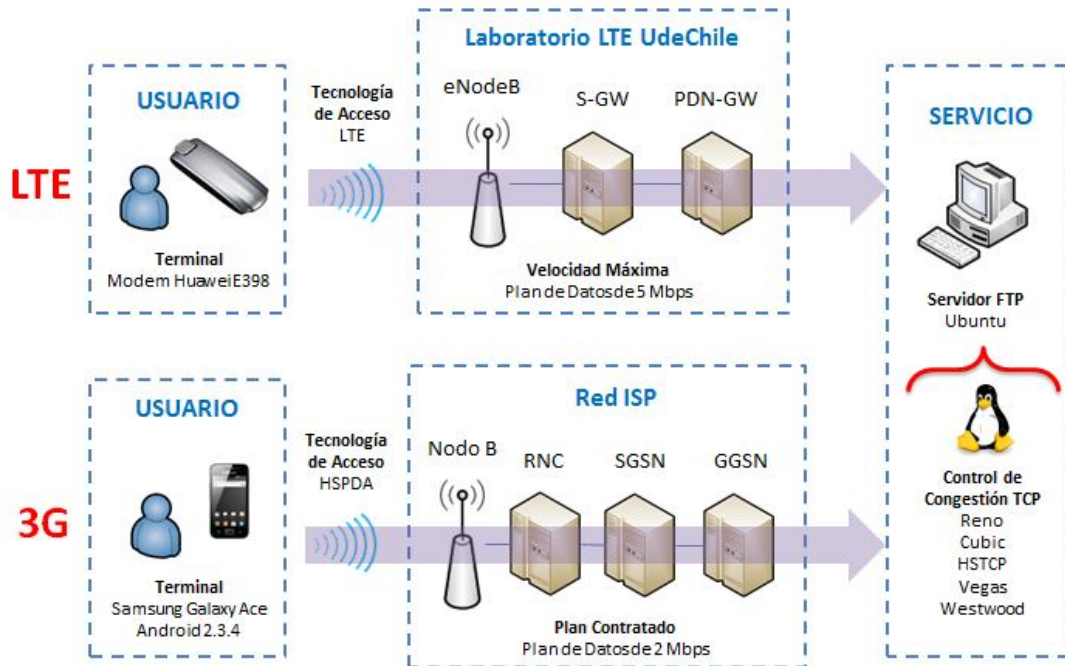 LTE
USUARIO
Terminal
Modem Huawei E398
Tecnología
de Acceso
LTE
Laboratorio LTE UdeChile
eNodeB
S-GW
PDN-GW
Velocidad Máxima
Plan de Datos de 5 Mbps
3G
USUARIO
Terminal
Samsung Galaxy Ace
Android 2.3.4
Tecnología
de Acceso
HSPDA
Red ISP
Nodo B
RNC
SGSN
GGSN
Plan Contratado
Plan de Datos de 2 Mbps
SERVICIO
Servidor FTP
Ubuntu
Control de
Congestión TCP
Reno
Cubic
HSTCP
Vegas
Westwood